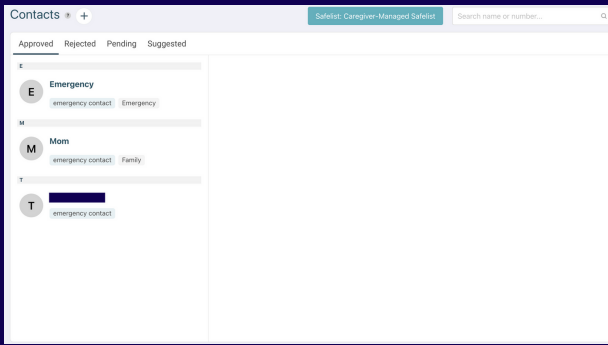 Contacts ? +
Safelist: Caregiver-Managed Safelist
Search name or number...
Approved Rejected Pending Suggested
E
E
Emergency
emergency contact Emergency
M
M
Mom
emergency contact Family
T
T
emergency contact